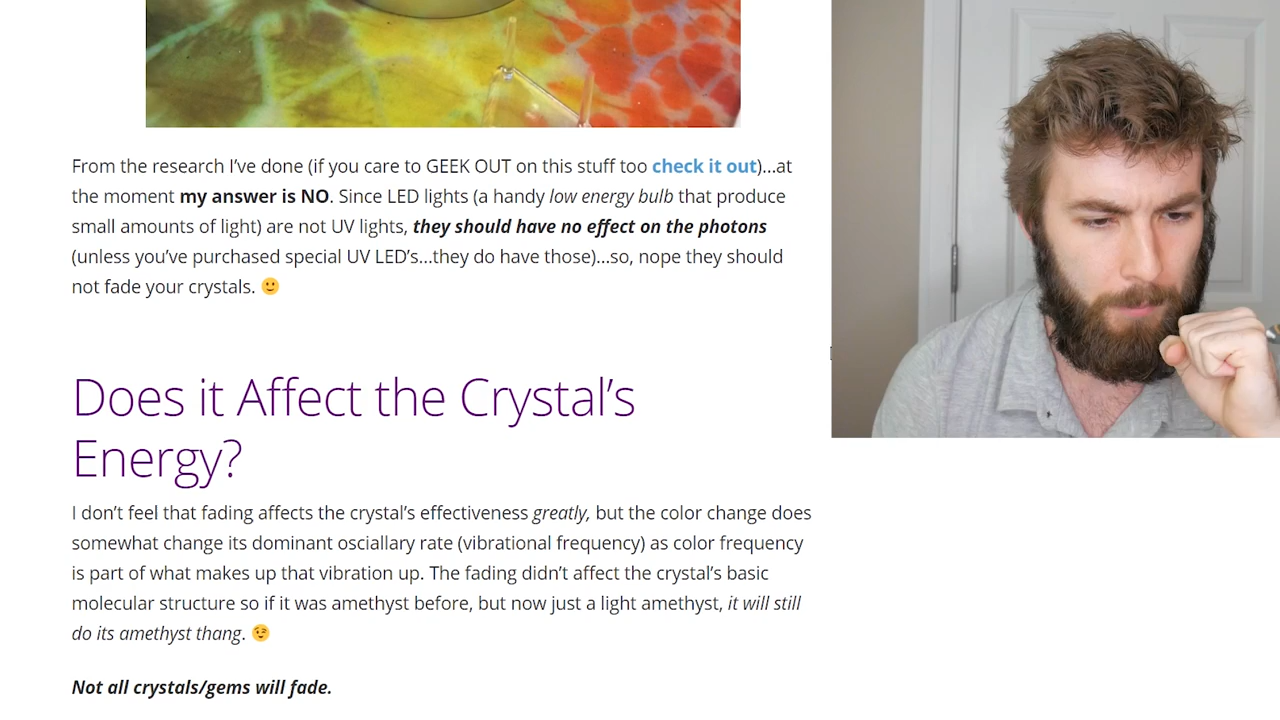 From the research I've done (if you care to GEEK OUT on this stuff too check it out)...at
the moment my answer is NO. Since LED lights (a handy low energy bulb that produce
small amounts of light) are not UV lights, they should have no effect on the photons
(unless you've purchased special UV LED's...they do have those)...so, nope they should
not fade your crystals. 🙂
Does it Affect the Crystal's
Energy?
I don't feel that fading affects the crystal's effectiveness greatly, but the color change does
somewhat change its dominant osciallary rate (vibrational frequency) as color frequency
is part of what makes up that vibration up. The fading didn't affect the crystal's basic
molecular structure so if it was amethyst before, but now just a light amethyst, it will still
do its amethyst thang. 😉
Not all crystals/gems will fade.